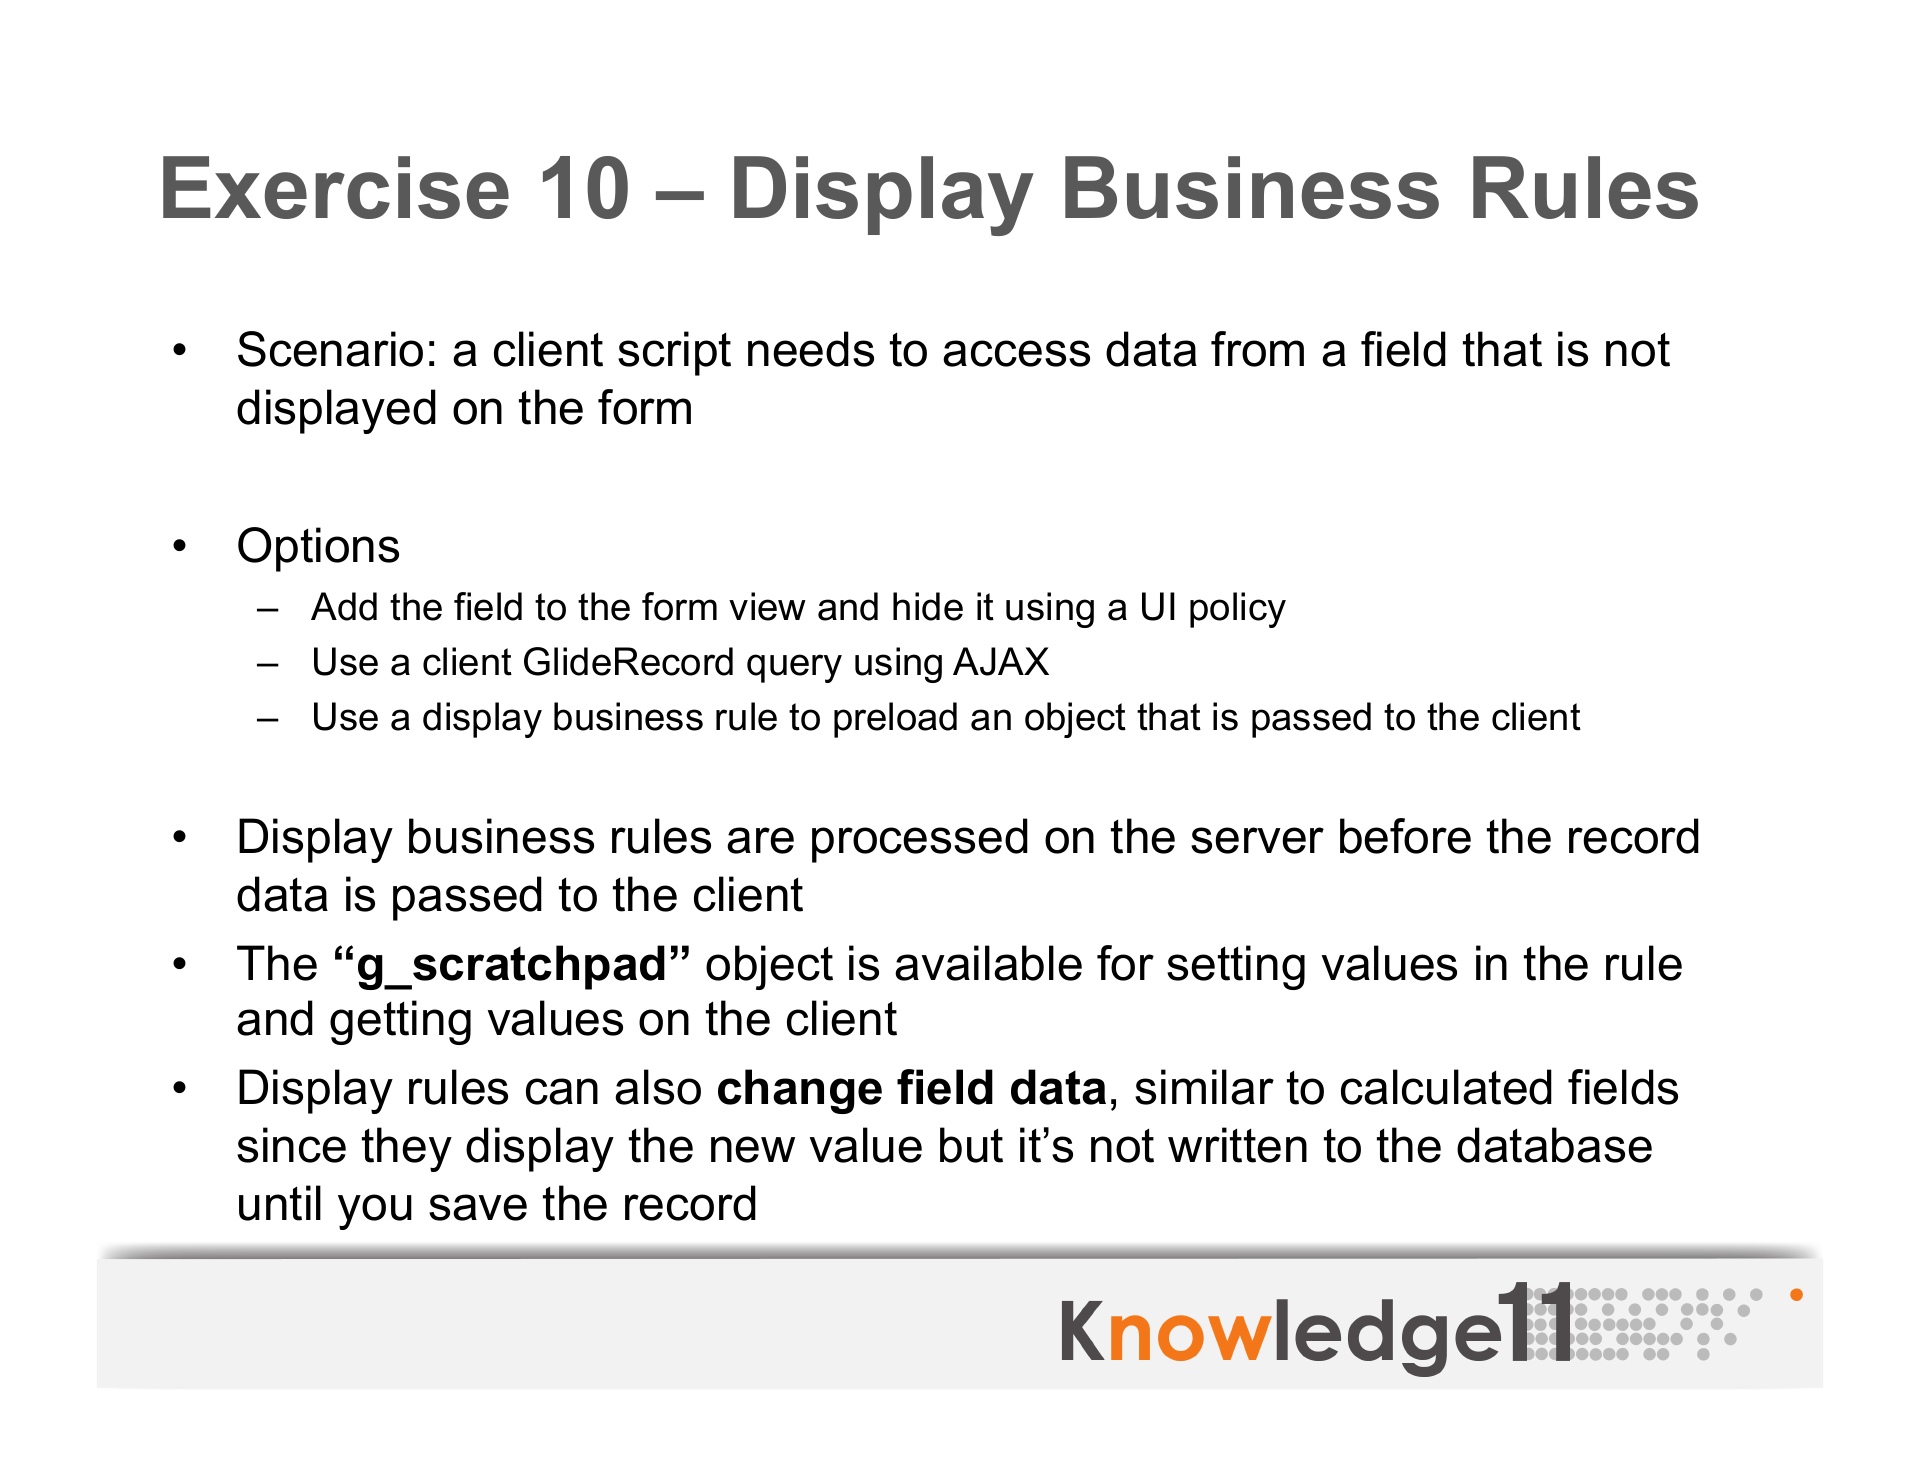 Exercise 10 – Display Business Rules
• Scenario: a client script needs to access data from a field that is not
displayed on the form
• Options
– Add the field to the form view and hide it using a UI policy
– Use a client GlideRecord query using AJAX
– Use a display business rule to preload an object that is passed to the client
• Display business rules are processed on the server before the record
data is passed to the client
• The “g_scratchpad” object is available for setting values in the rule
and getting values on the client
• Display rules can also change field data, similar to calculated fields
since they display the new value but it’s not written to the database
until you save the record
Knowledge11